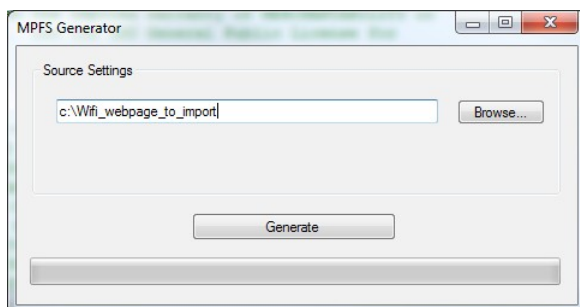 MPFS Generator
Source Settings
c:\Wifi_webpage_to_import
Browse...
Generate